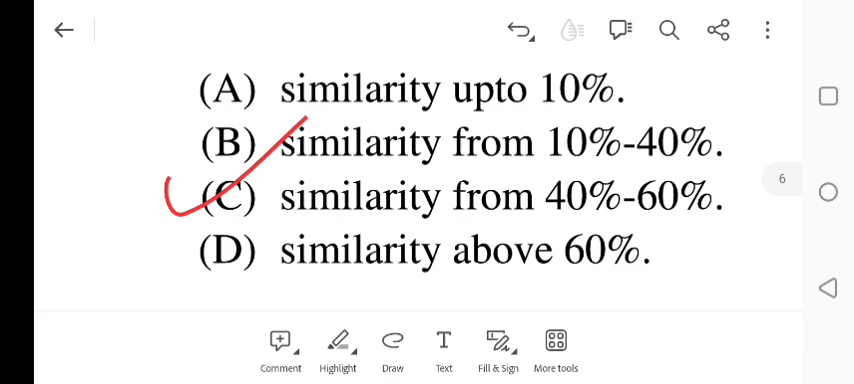 (A) similarity upto 10%.
(B) similarity from 10%-40%.
(C) similarity from 40%-60%.
6
(D) similarity above 60%.
Comment Highlight Draw Text Fill & Sign More tools